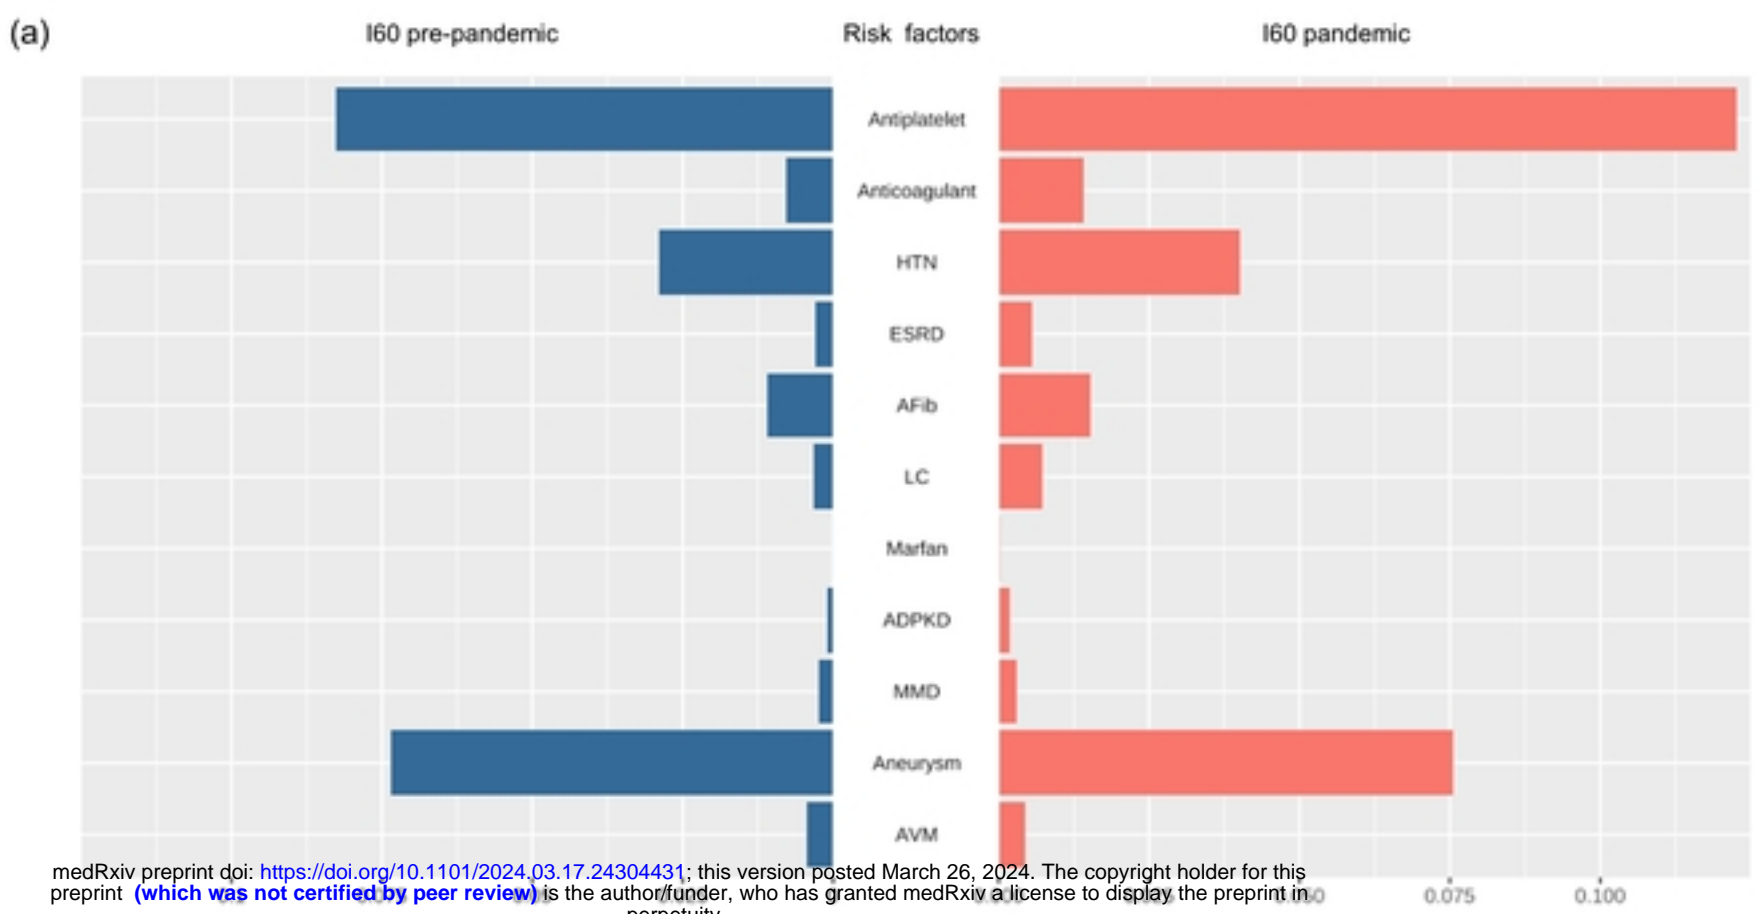 (a)
I60 pre-pandemic Risk factors I60 pandemic
Antiplatelet
Anticoagulant
HTN
ESRD
AFib
LC
Marfan
ADPKD
MMD
Aneurysm
AVM
medRxiv preprint doi: https://doi.org/10.1101/2024.03.17.24304431; this version posted March 26, 2024. The copyright holder for this
preprint (which was not certified by peer review) is the author/funder, who has granted medRxiv a license to display the preprint in
perpetuity.
0.075 0.100